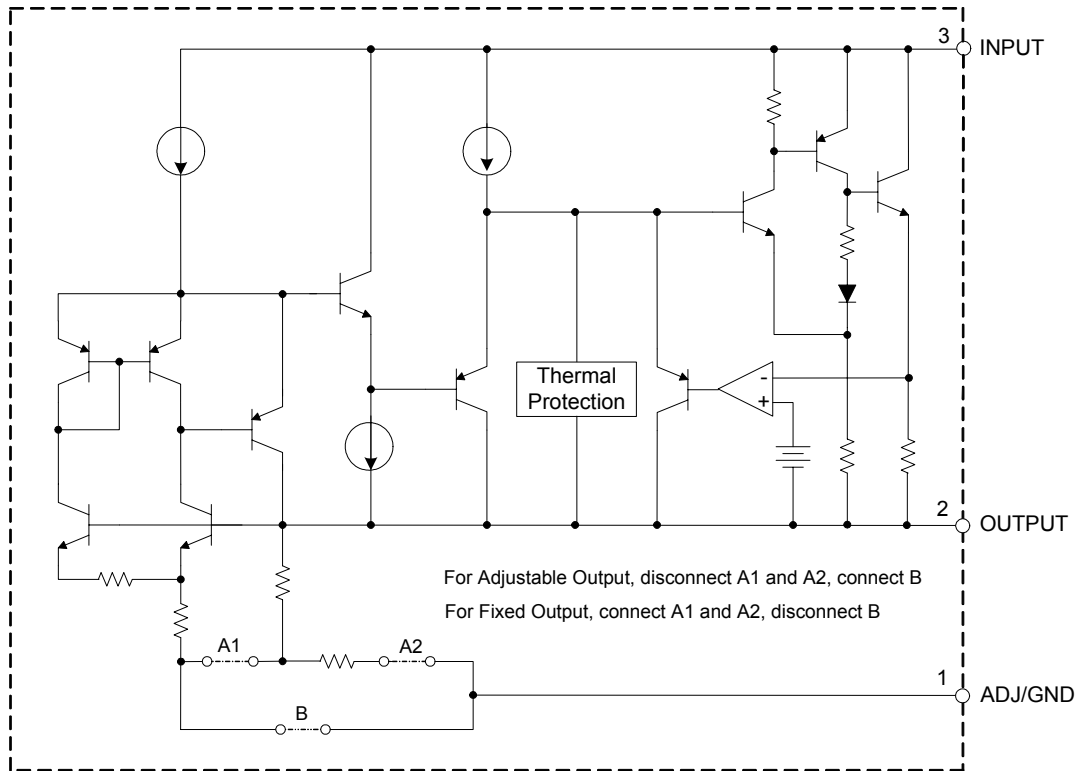 3
INPUT
Thermal
Protection
-
+
2
OUTPUT
For Adjustable Output, disconnect A1 and A2, connect B
For Fixed Output, connect A1 and A2, disconnect B
A1
A2
1
ADJ/GND
B